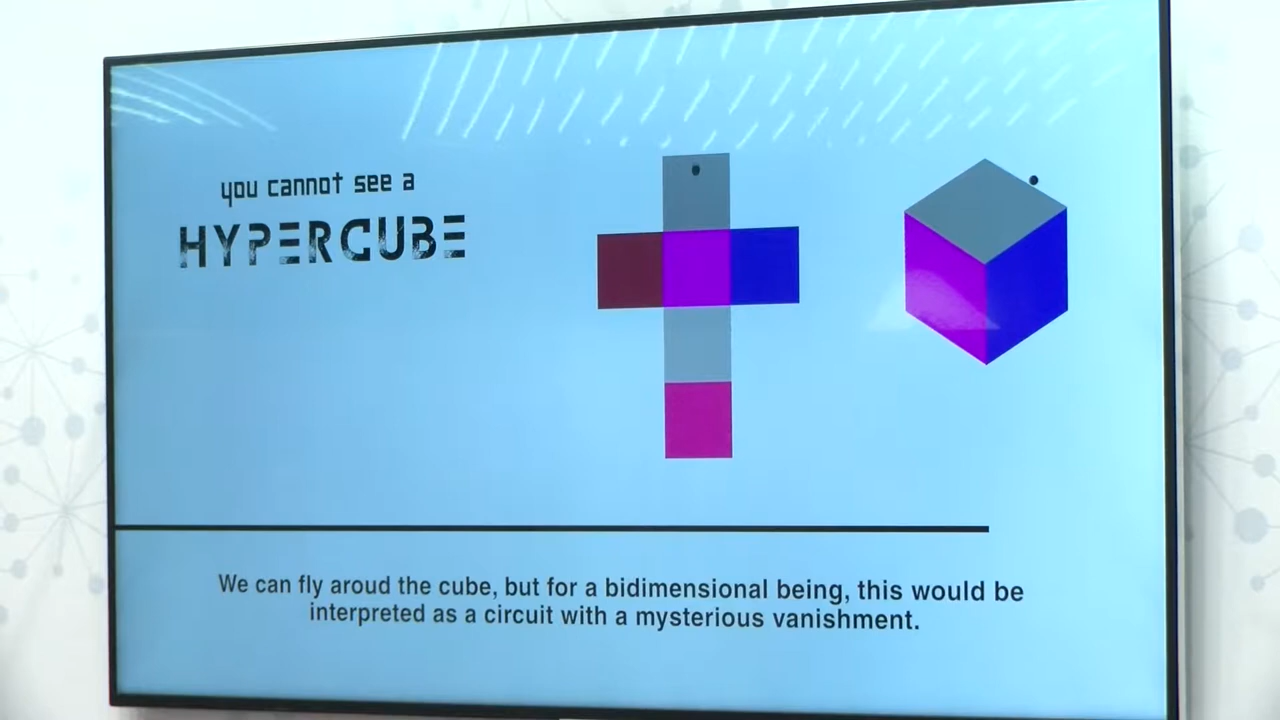 you cannot see a
HYPERCUBE
We can fly aroud the cube, but for a bidimensional being, this would be
interpreted as a circuit with a mysterious vanishment.